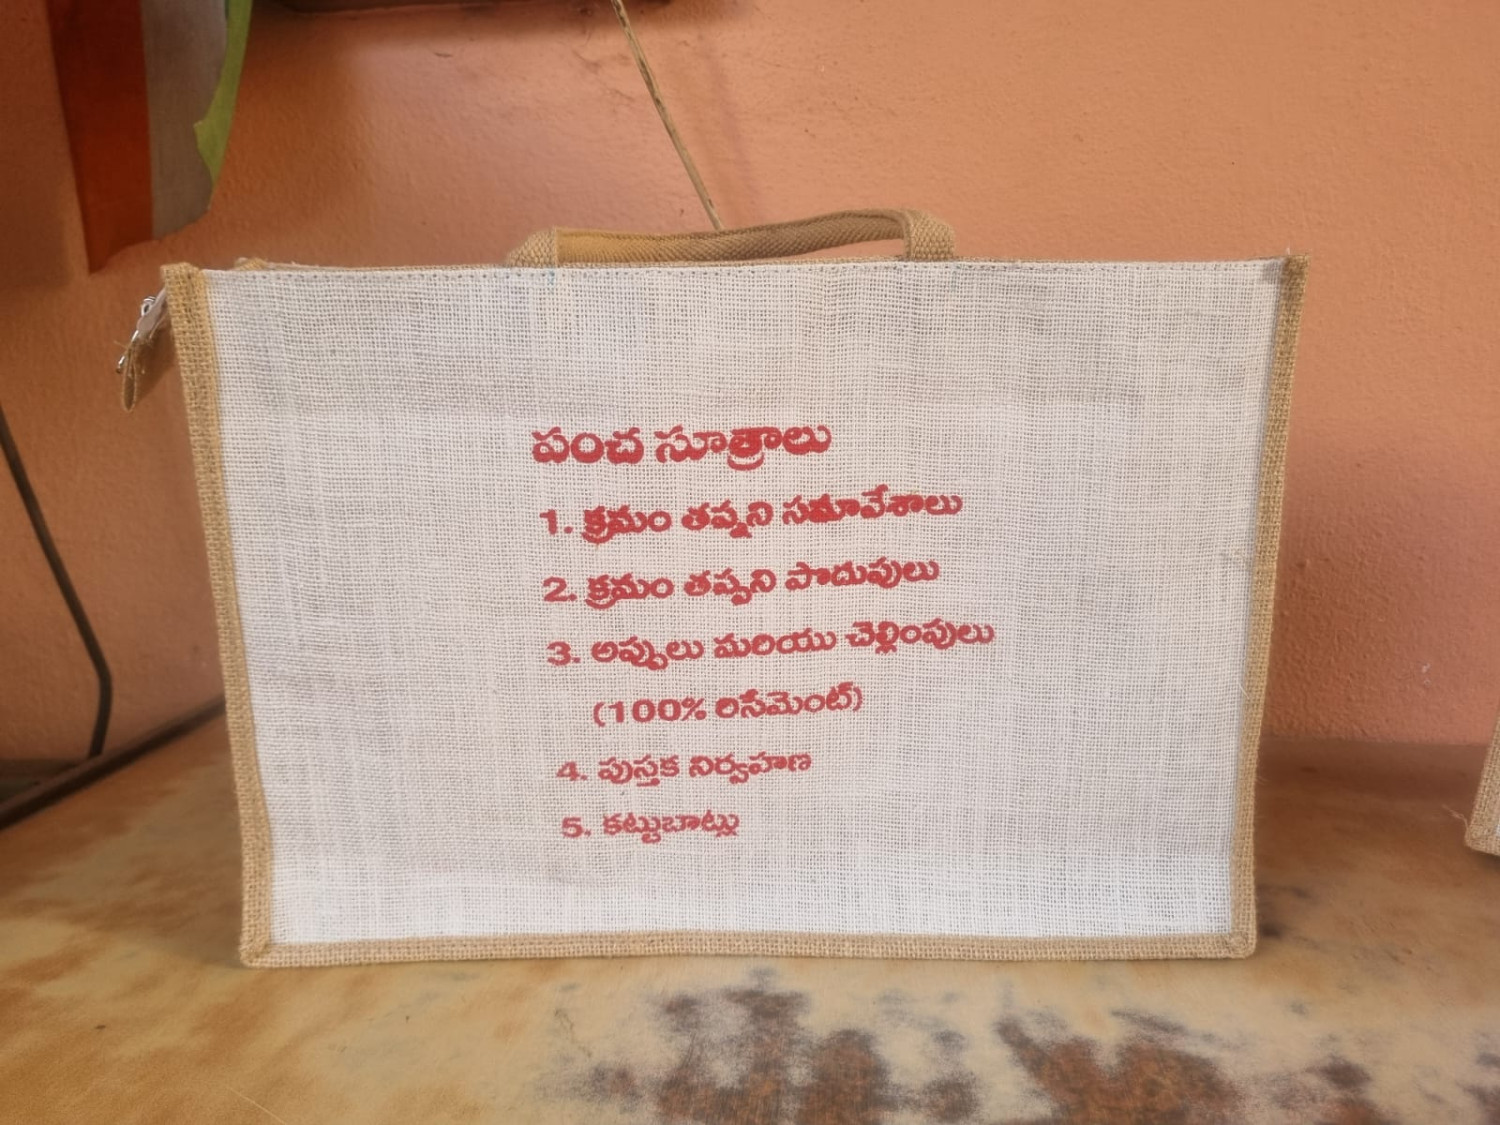 పంచ సూత్రాలు
1. క్రమం తప్పని సమావేశాలు
2. క్రమం తప్పని పొదుపులు
3. అప్పులు మరియు చెల్లింపులు
(100% రిసేమెంట్)
4. పుస్తక నిర్వహణ
5. కట్టుబాట్లు